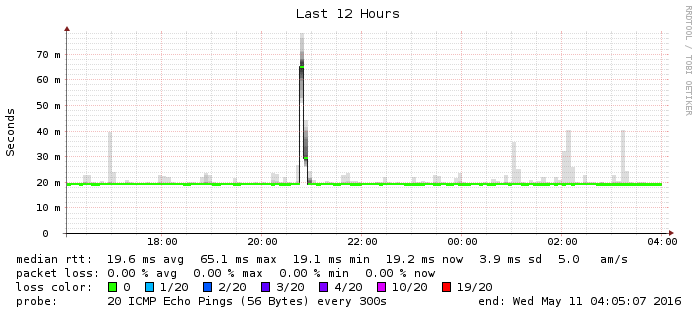 Last 12 Hours
RRDTOOL / TOBI OETIKER
Seconds
70 m
60 m
50 m
40 m
30 m
20 m
10 m
0
18:00 20:00 22:00 00:00 02:00 04:00
median rtt: 19.6 ms avg 65.1 ms max 19.1 ms min 19.2 ms now 3.9 ms sd 5.0 am/s
packet loss: 0.00 % avg 0.00 % max 0.00 % min 0.00 % now
loss color: 0 1/20 2/20 3/20 4/20 10/20 19/20
probe: 20 ICMP Echo Pings (56 Bytes) every 300s end: Wed May 11 04:05:07 2016